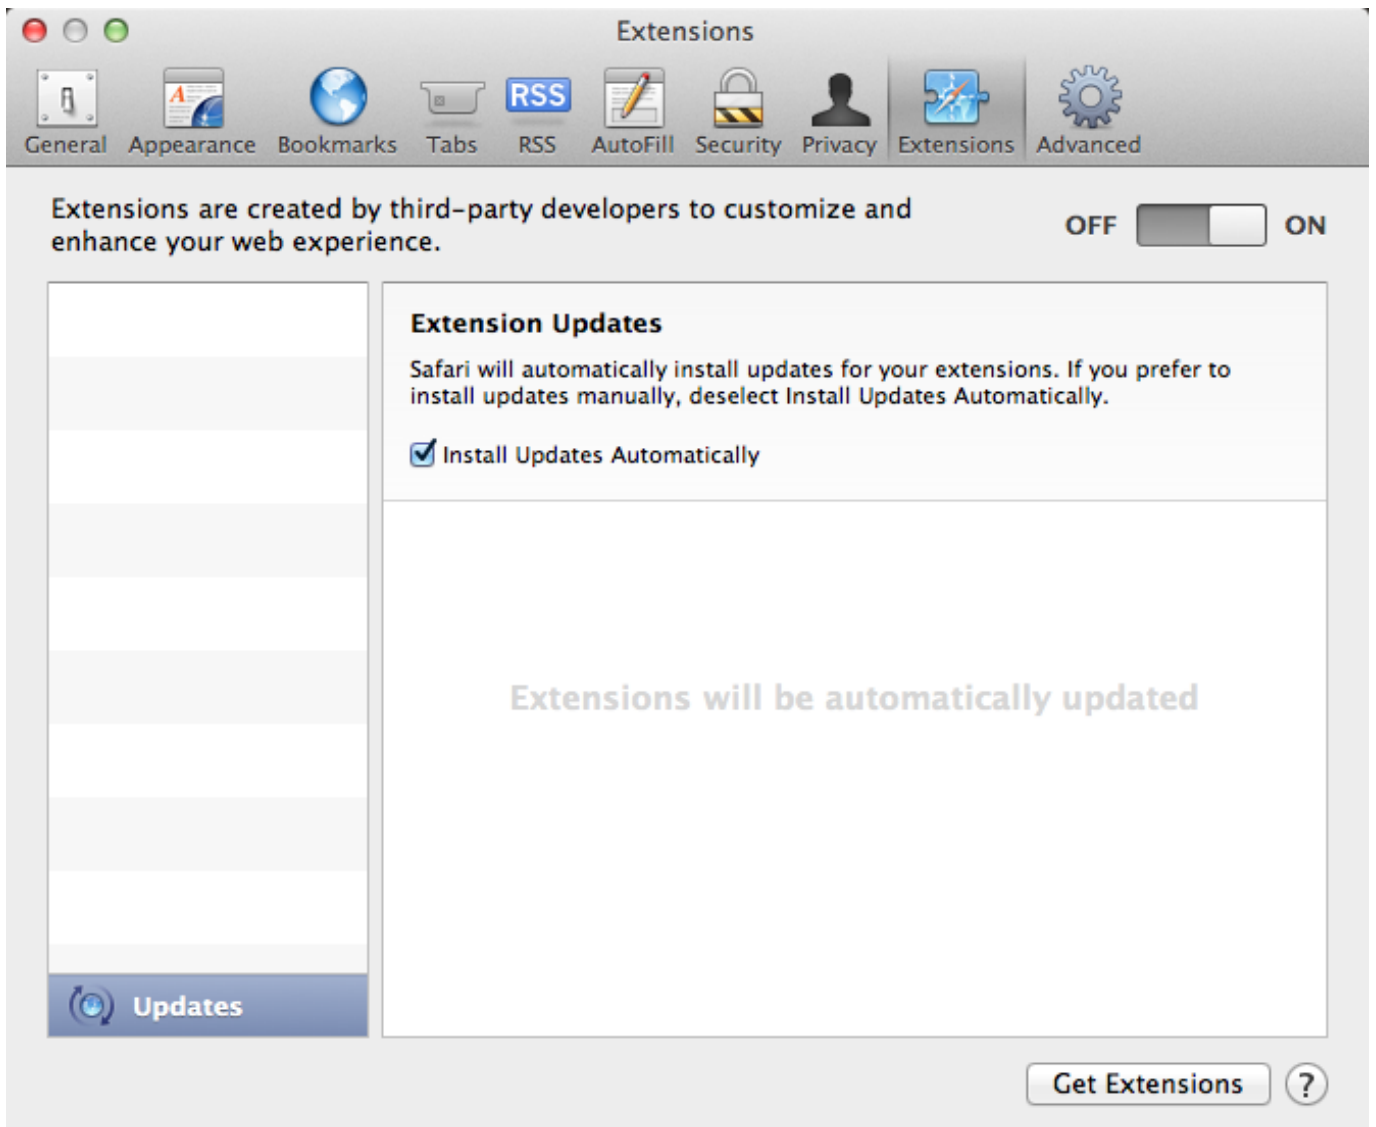 Extensions
General Appearance Bookmarks Tabs RSS AutoFill Security Privacy Extensions Advanced
RSS
Extensions are created by third-party developers to customize and
enhance your web experience.
OFF ON
Extension Updates
Safari will automatically install updates for your extensions. If you prefer to
install updates manually, deselect Install Updates Automatically.
Install Updates Automatically
Extensions will be automatically updated
Updates
Get Extensions ?